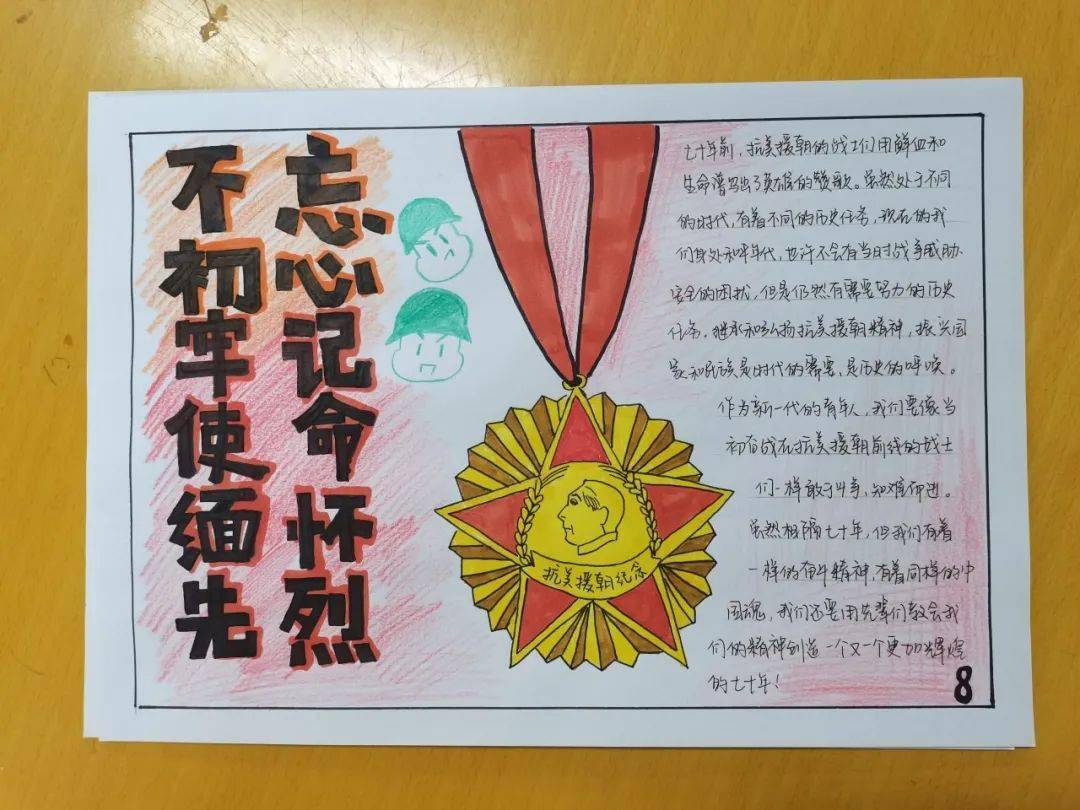 不忘
初心
牢记
使命
缅怀
先烈
抗美援朝纪念
七十年前，抗美援朝的战士们用鲜血和
生命谱写出了英雄的赞歌。虽然处于不同
的时代，有着不同的历史任务，现在的我
们身处和平年代，也许不会有当时战争威胁
安全的困扰，但是仍然有需要努力的历史
任务。继承和弘扬抗美援朝精神，振兴国
家和民族是时代的需要，是历史的呼唤。
作为新一代的青年人，我们要像当
初奋战在抗美援朝前线的战士
们一样敢于斗争，知难而进。
虽然相隔七十年，但我们有着
一样的奋斗精神，有着同样的中
国魂，我们还要用先辈们教会我
们的精神创造一个又一个更加辉煌
的七十年！
8